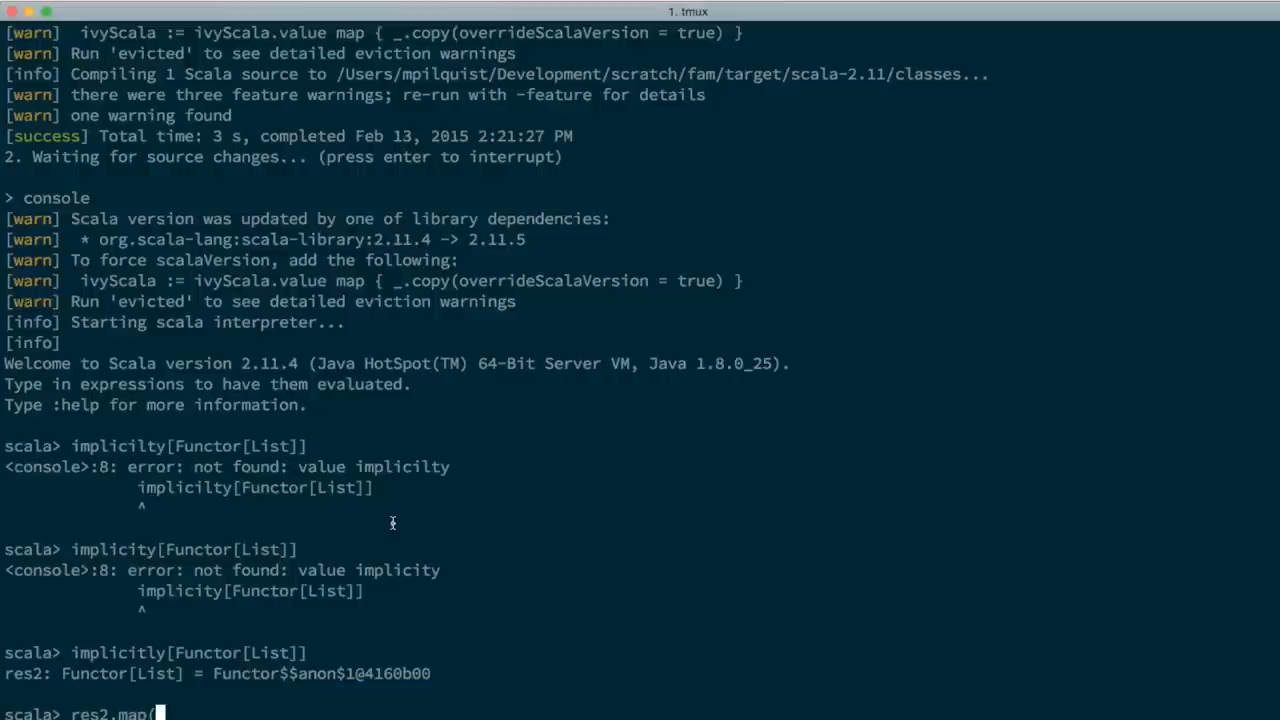 1. tmux
[warn]  ivyScala := ivyScala.value map { _.copy(overrideScalaVersion = true) }
[warn] Run 'evicted' to see detailed eviction warnings
[info] Compiling 1 Scala source to /Users/mpilquist/Development/scratch/fam/target/scala-2.11/classes...
[warn] there were three feature warnings; re-run with -feature for details
[warn] one warning found
[success] Total time: 3 s, completed Feb 13, 2015 2:21:27 PM
2. Waiting for source changes... (press enter to interrupt)
> console
[warn] Scala version was updated by one of library dependencies:
[warn]  * org.scala-lang:scala-library:2.11.4 -> 2.11.5
[warn] To force scalaVersion, add the following:
[warn]  ivyScala := ivyScala.value map { _.copy(overrideScalaVersion = true) }
[warn] Run 'evicted' to see detailed eviction warnings
[info] Starting scala interpreter...
[info]
Welcome to Scala version 2.11.4 (Java HotSpot(TM) 64-Bit Server VM, Java 1.8.0_25).
Type in expressions to have them evaluated.
Type :help for more information.
scala> implicilty[Functor[List]]
<console>:8: error: not found: value implicilty
              implicilty[Functor[List]]
              ^
scala> implicity[Functor[List]]
<console>:8: error: not found: value implicity
              implicity[Functor[List]]
              ^
scala> implicitly[Functor[List]]
res2: Functor[List] = Functor$$anon$1@4160b00
scala> res2.map(